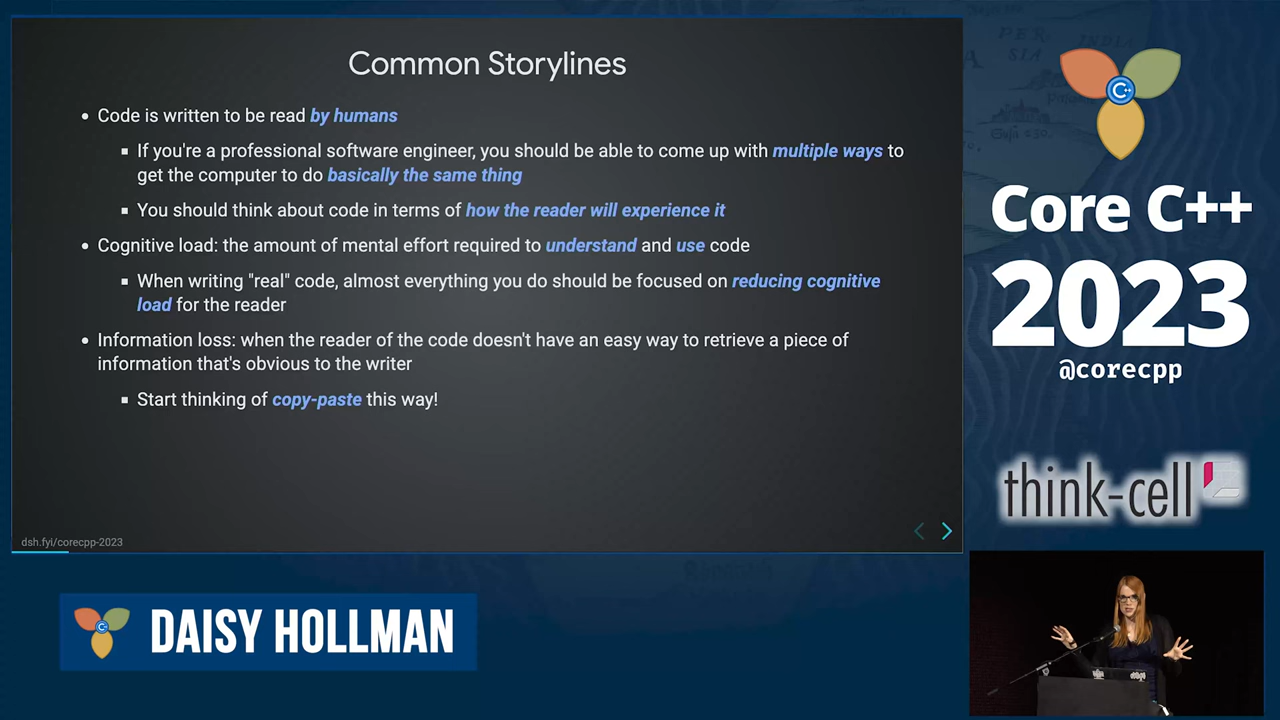 Common Storylines
Code is written to be read by humans
If you're a professional software engineer, you should be able to come up with multiple ways to
get the computer to do basically the same thing
You should think about code in terms of how the reader will experience it
Cognitive load: the amount of mental effort required to understand and use code
When writing "real" code, almost everything you do should be focused on reducing cognitive
load for the reader
Information loss: when the reader of the code doesn't have an easy way to retrieve a piece of
information that's obvious to the writer
Start thinking of copy-paste this way!
dsh.fyi/corecpp-2023
C++
Core C++
2023
@corecpp
think-cell
DAISY HOLLMAN